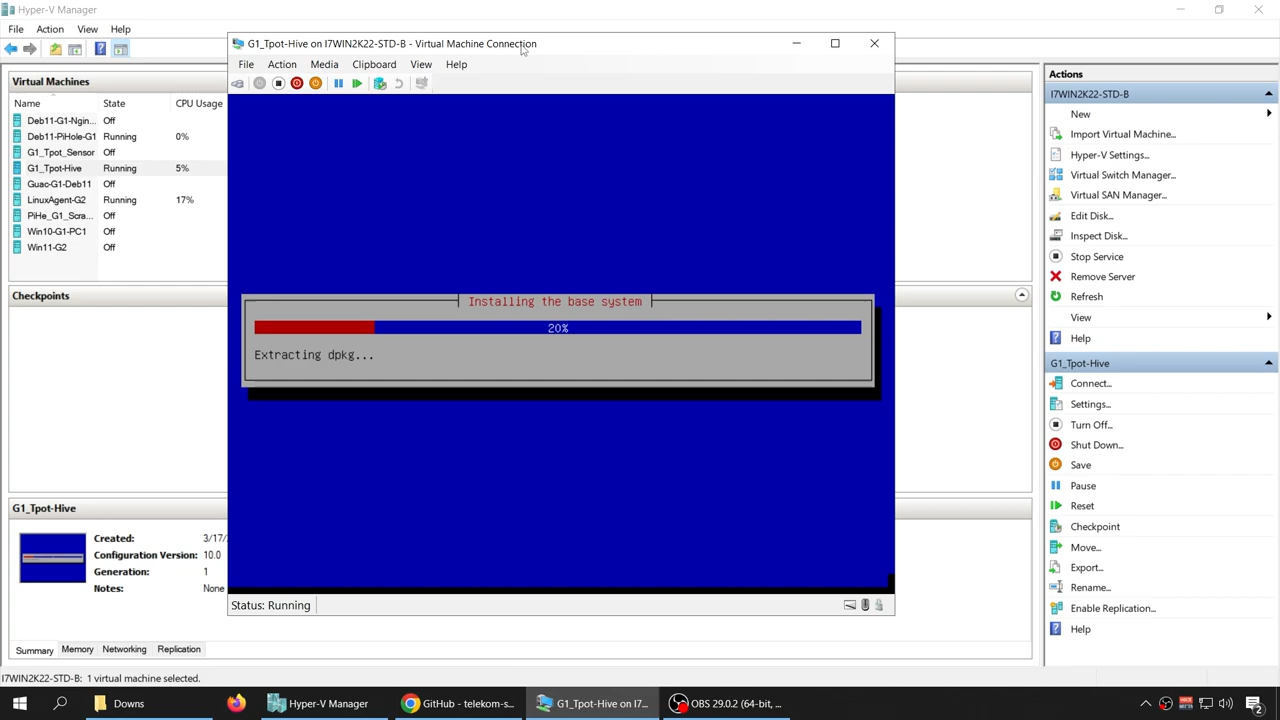 Hyper-V Manager
File Action View Help
Virtual Machines
Name State CPU Usage
Deb11-G1-Ngin... Off
Deb11-PiHole-G1 Running 0%
G1_Tpot_Sensor Off
G1_Tpot-Hive Running 5%
Guac-G1-Deb11 Off
LinuxAgent-G2 Running 17%
PiHe_G1_Scra... Off
Win10-G1-PC1 Off
Win11-G2 Off
Checkpoints
G1_Tpot-Hive
Created: 3/17/
Configuration Version: 10.0
Generation: 1
Notes: None
Summary Memory Networking Replication
I7WIN2K22-STD-B: 1 virtual machine selected.
G1_Tpot-Hive on I7WIN2K22-STD-B - Virtual Machine Connection
File Action Media Clipboard View Help
Installing the base system
20%
Extracting dpkg...
Status: Running
Actions
I7WIN2K22-STD-B
New
Import Virtual Machine...
Hyper-V Settings...
Virtual Switch Manager...
Virtual SAN Manager...
Edit Disk...
Inspect Disk...
Stop Service
Remove Server
Refresh
View
Help
G1_Tpot-Hive
Connect...
Settings...
Turn Off...
Shut Down...
Save
Pause
Reset
Checkpoint
Move...
Export...
Rename...
Enable Replication...
Help
Downs
Hyper-V Manager
GitHub - telekom-s...
G1_Tpot-Hive on I7...
OBS 29.0.2 (64-bit, ...
2